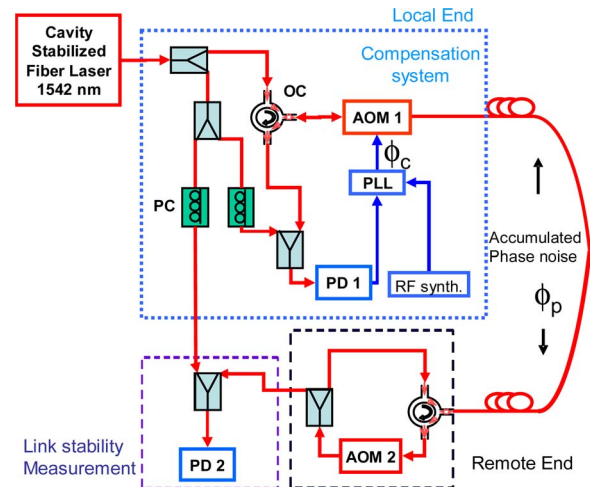 Cavity
Stabilized
Fiber Laser
1542 nm
Local End
Compensation
system
OC
AOM 1
ϕc
PLL
PC
PD 1
RF synth.
Accumulated
Phase noise
ϕp
Link stability
Measurement
PD 2
AOM 2
Remote End